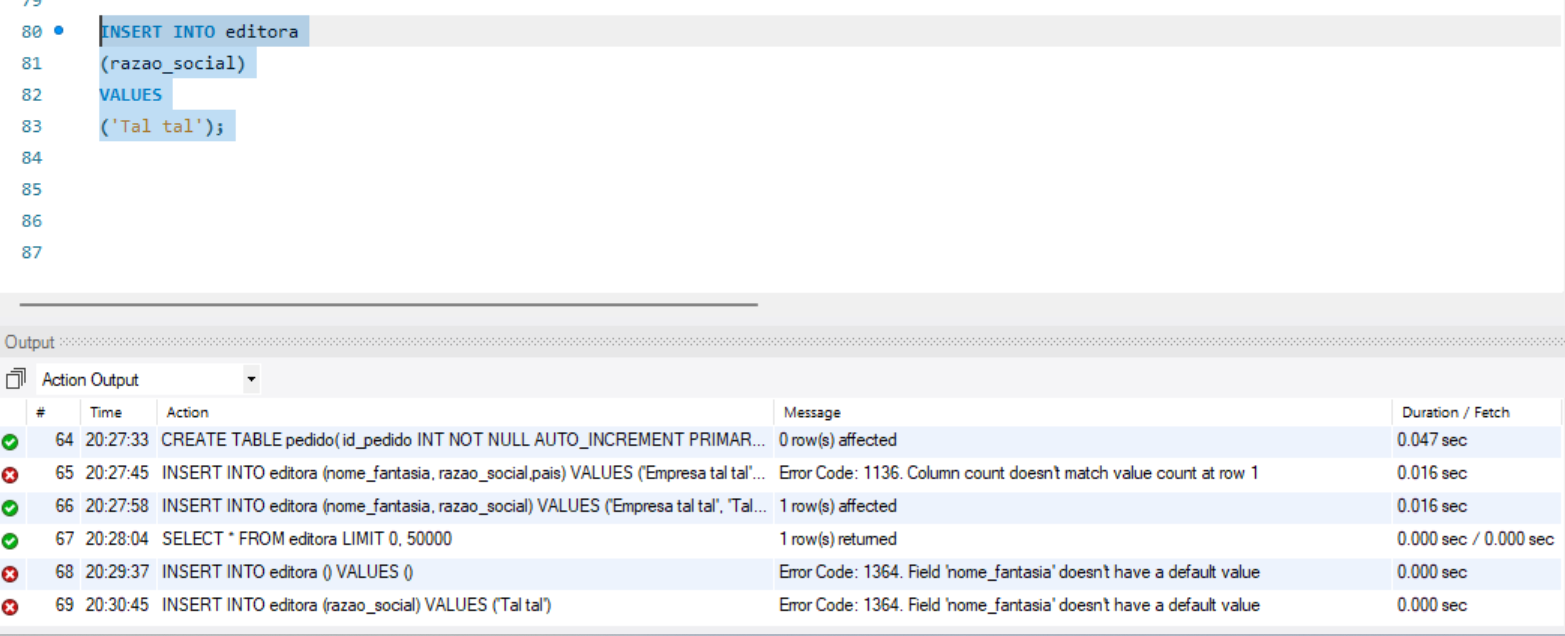 79
80 INSERT INTO editora
81 (razao_social)
82 VALUES
83 ('Tal tal');
84
85
86
87
Output
Action Output
# Time Action Message Duration / Fetch
64 20:27:33 CREATE TABLE pedido( id_pedido INT NOT NULL AUTO_INCREMENT PRIMAR... 0 row(s) affected 0.047 sec
65 20:27:45 INSERT INTO editora (nome_fantasia, razao_social,pais) VALUES ('Empresa tal tal'... Error Code: 1136. Column count doesn't match value count at row 1 0.016 sec
66 20:27:58 INSERT INTO editora (nome_fantasia, razao_social) VALUES ('Empresa tal tal', 'Tal... 1 row(s) affected 0.016 sec
67 20:28:04 SELECT * FROM editora LIMIT 0, 50000 1 row(s) returned 0.000 sec / 0.000 sec
68 20:29:37 INSERT INTO editora () VALUES () Error Code: 1364. Field 'nome_fantasia' doesn't have a default value 0.000 sec
69 20:30:45 INSERT INTO editora (razao_social) VALUES ('Tal tal') Error Code: 1364. Field 'nome_fantasia' doesn't have a default value 0.000 sec